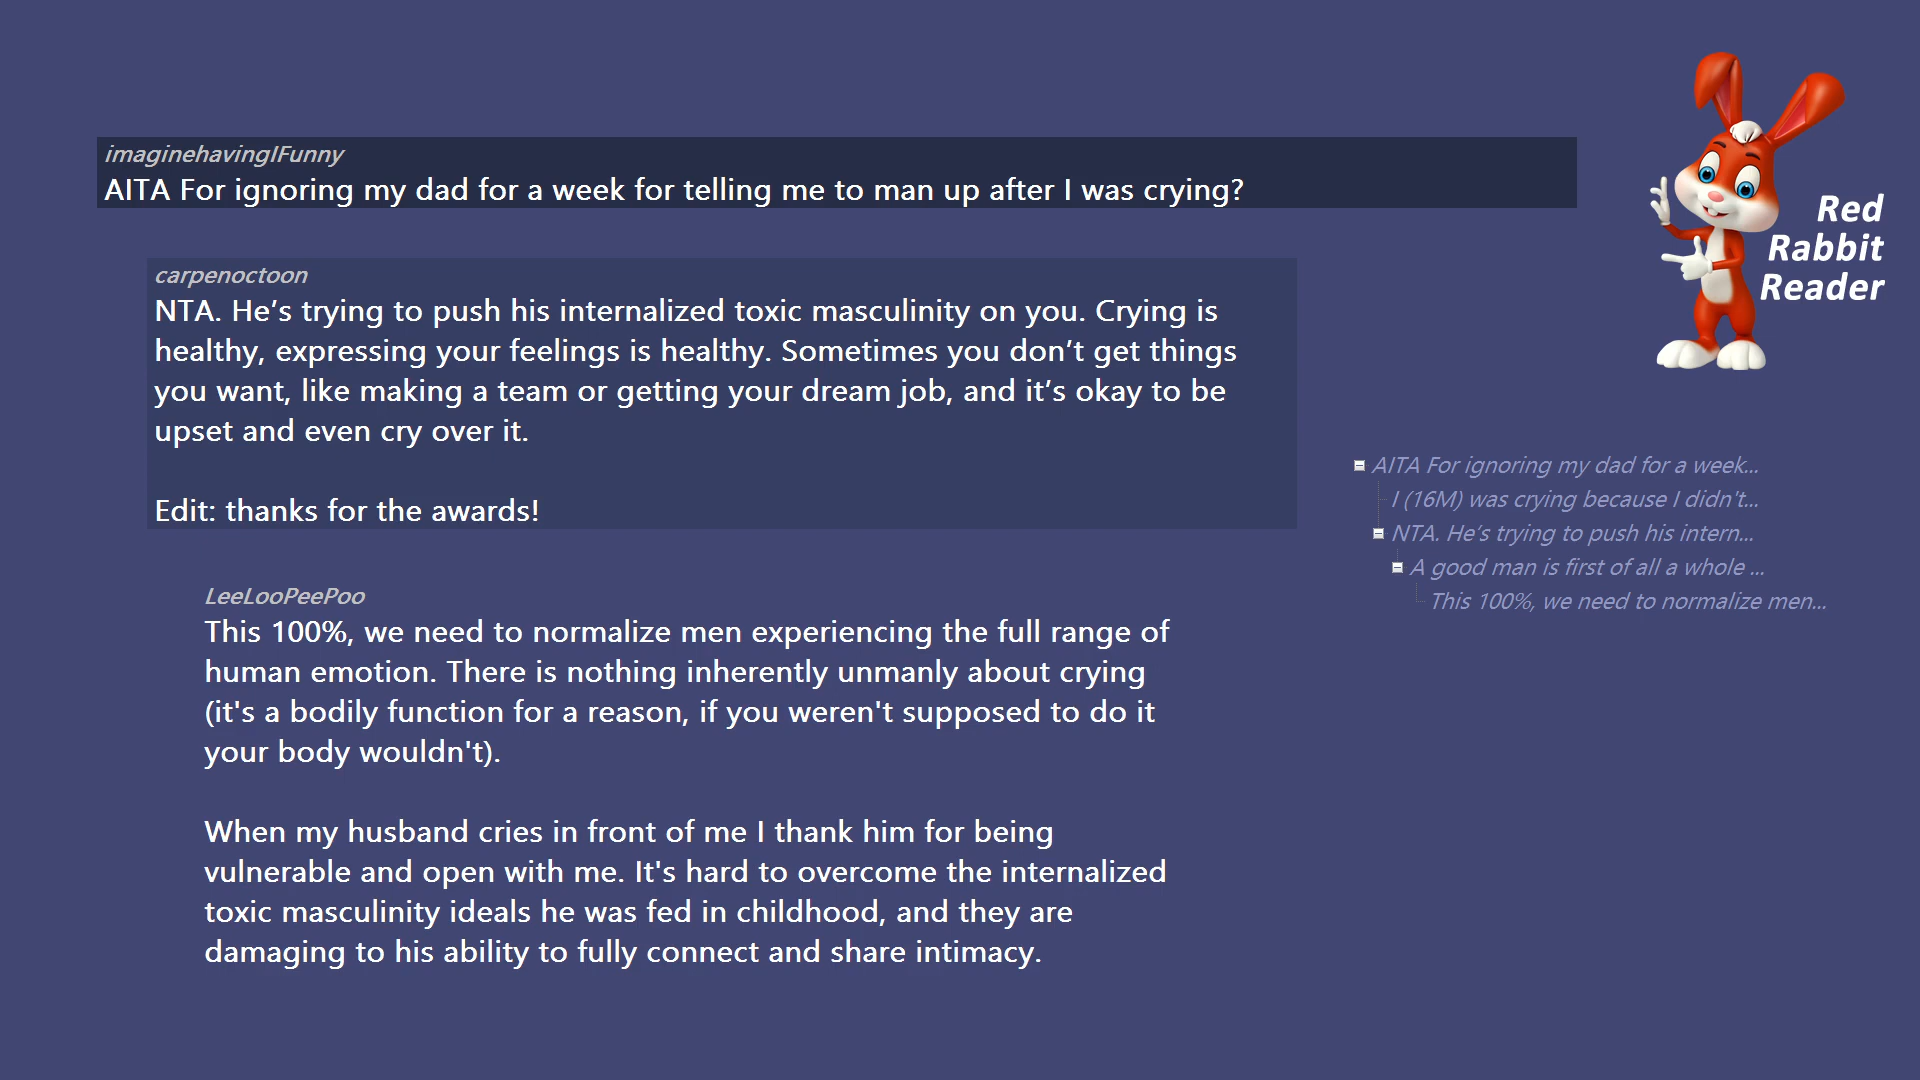 imaginehavingIFunny
AITA For ignoring my dad for a week for telling me to man up after I was crying?
carpenoctoon
NTA. He’s trying to push his internalized toxic masculinity on you. Crying is
healthy, expressing your feelings is healthy. Sometimes you don’t get things
you want, like making a team or getting your dream job, and it’s okay to be
upset and even cry over it.
Edit: thanks for the awards!
LeeLooPeePoo
This 100%, we need to normalize men experiencing the full range of
human emotion. There is nothing inherently unmanly about crying
(it's a bodily function for a reason, if you weren't supposed to do it
your body wouldn't).
When my husband cries in front of me I thank him for being
vulnerable and open with me. It's hard to overcome the internalized
toxic masculinity ideals he was fed in childhood, and they are
damaging to his ability to fully connect and share intimacy.
Red
Rabbit
Reader
AITA For ignoring my dad for a week...
I (16M) was crying because I didn't...
NTA. He’s trying to push his intern...
A good man is first of all a whole ...
This 100%, we need to normalize men...